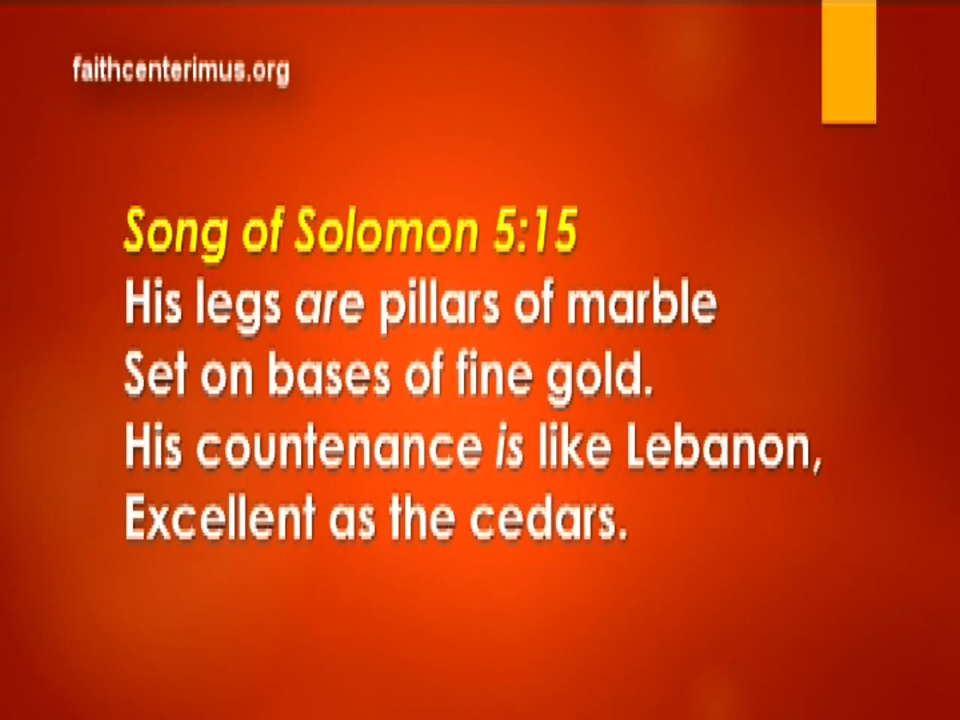 faithcenterimus.org
Song of Solomon 5:15
His legs are pillars of marble
Set on bases of fine gold.
His countenance is like Lebanon,
Excellent as the cedars.